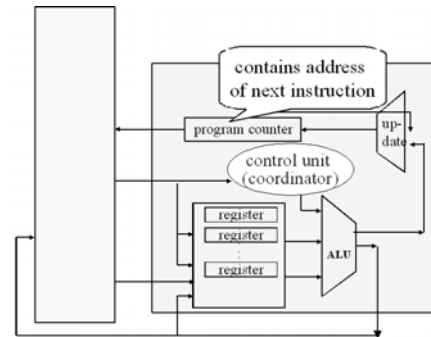 contains address
of next instruction
program counter
up-
date
control unit
(coordinator)
register
register
⋮
register
ALU